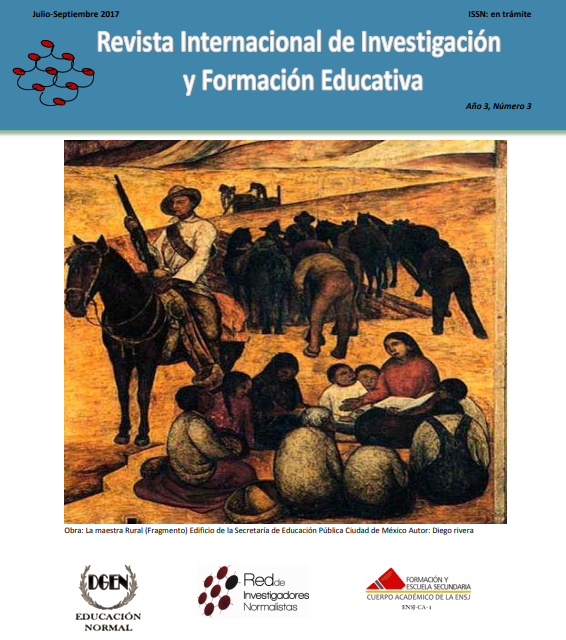 Julio-Septiembre 2017
ISSN: en trámite
Revista Internacional de Investigación
y Formación Educativa
Año 3, Número 3
Obra: La maestra Rural (Fragmento) Edificio de la Secretaría de Educación Pública Ciudad de México Autor: Diego rivera
DGEN
EDUCACIÓN
NORMAL
Red de
Investigadores
Normalistas
FORMACIÓN Y
ESCUELA SECUNDARIA
CUERPO ACADÉMICO DE LA ENSJ
ENSJ-CA-1